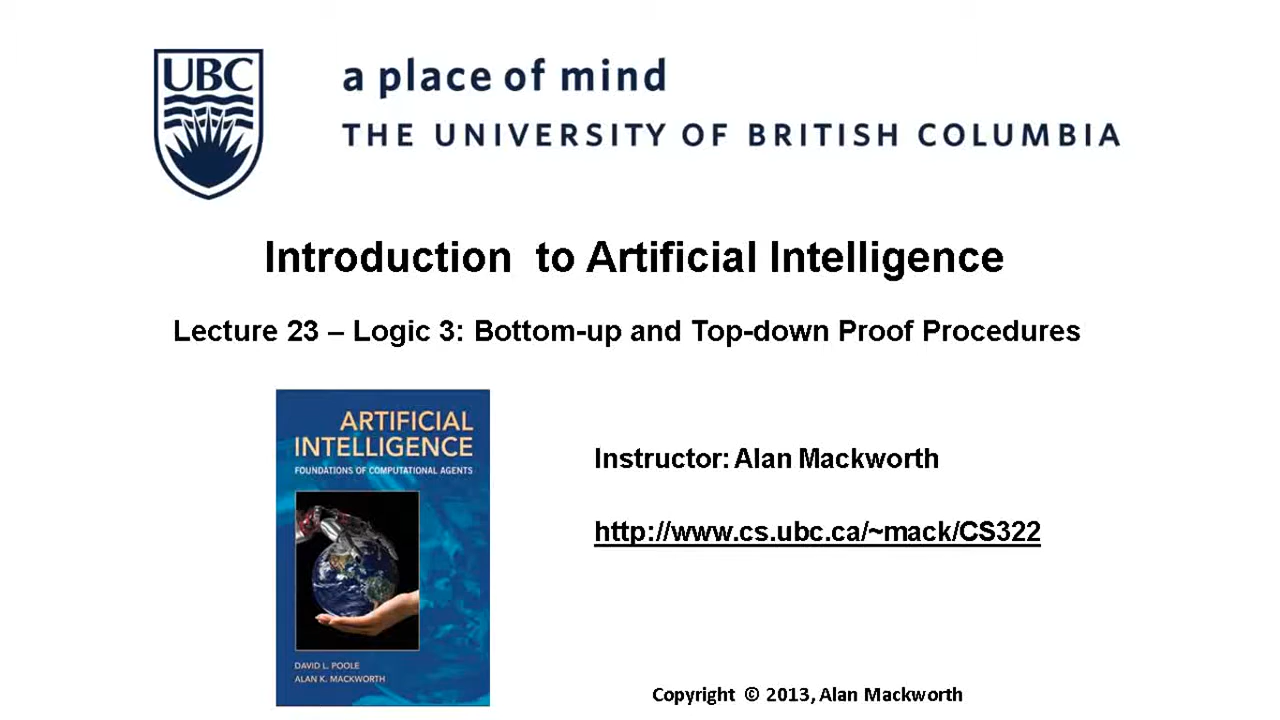 UBC
a place of mind
THE UNIVERSITY OF BRITISH COLUMBIA
Introduction to Artificial Intelligence
Lecture 23 – Logic 3: Bottom-up and Top-down Proof Procedures
ARTIFICIAL
INTELLIGENCE
FOUNDATIONS OF COMPUTATIONAL AGENTS
DAVID L. POOLE
ALAN K. MACKWORTH
Instructor: Alan Mackworth
http://www.cs.ubc.ca/~mack/CS322
Copyright © 2013, Alan Mackworth